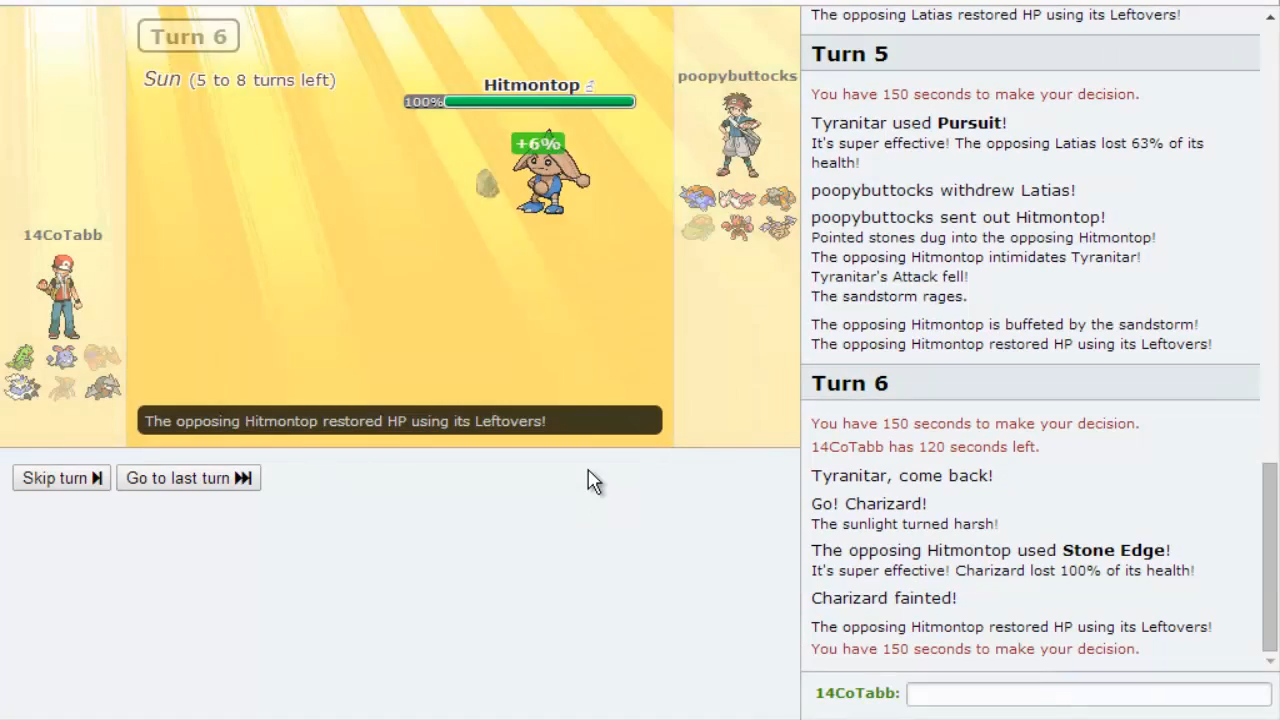 Turn 6
Sun (5 to 8 turns left)
Hitmontop ♂
100%
+6%
poopybuttocks
14CoTabb
The opposing Hitmontop restored HP using its Leftovers!
Skip turn
Go to last turn
The opposing Latias restored HP using its Leftovers!
Turn 5
You have 150 seconds to make your decision.
Tyranitar used Pursuit!
It's super effective! The opposing Latias lost 63% of its
health!
poopybuttocks withdrew Latias!
poopybuttocks sent out Hitmontop!
Pointed stones dug into the opposing Hitmontop!
The opposing Hitmontop intimidates Tyranitar!
Tyranitar's Attack fell!
The sandstorm rages.
The opposing Hitmontop is buffeted by the sandstorm!
The opposing Hitmontop restored HP using its Leftovers!
Turn 6
You have 150 seconds to make your decision.
14CoTabb has 120 seconds left.
Tyranitar, come back!
Go! Charizard!
The sunlight turned harsh!
The opposing Hitmontop used Stone Edge!
It's super effective! Charizard lost 100% of its health!
Charizard fainted!
The opposing Hitmontop restored HP using its Leftovers!
You have 150 seconds to make your decision.
14CoTabb: